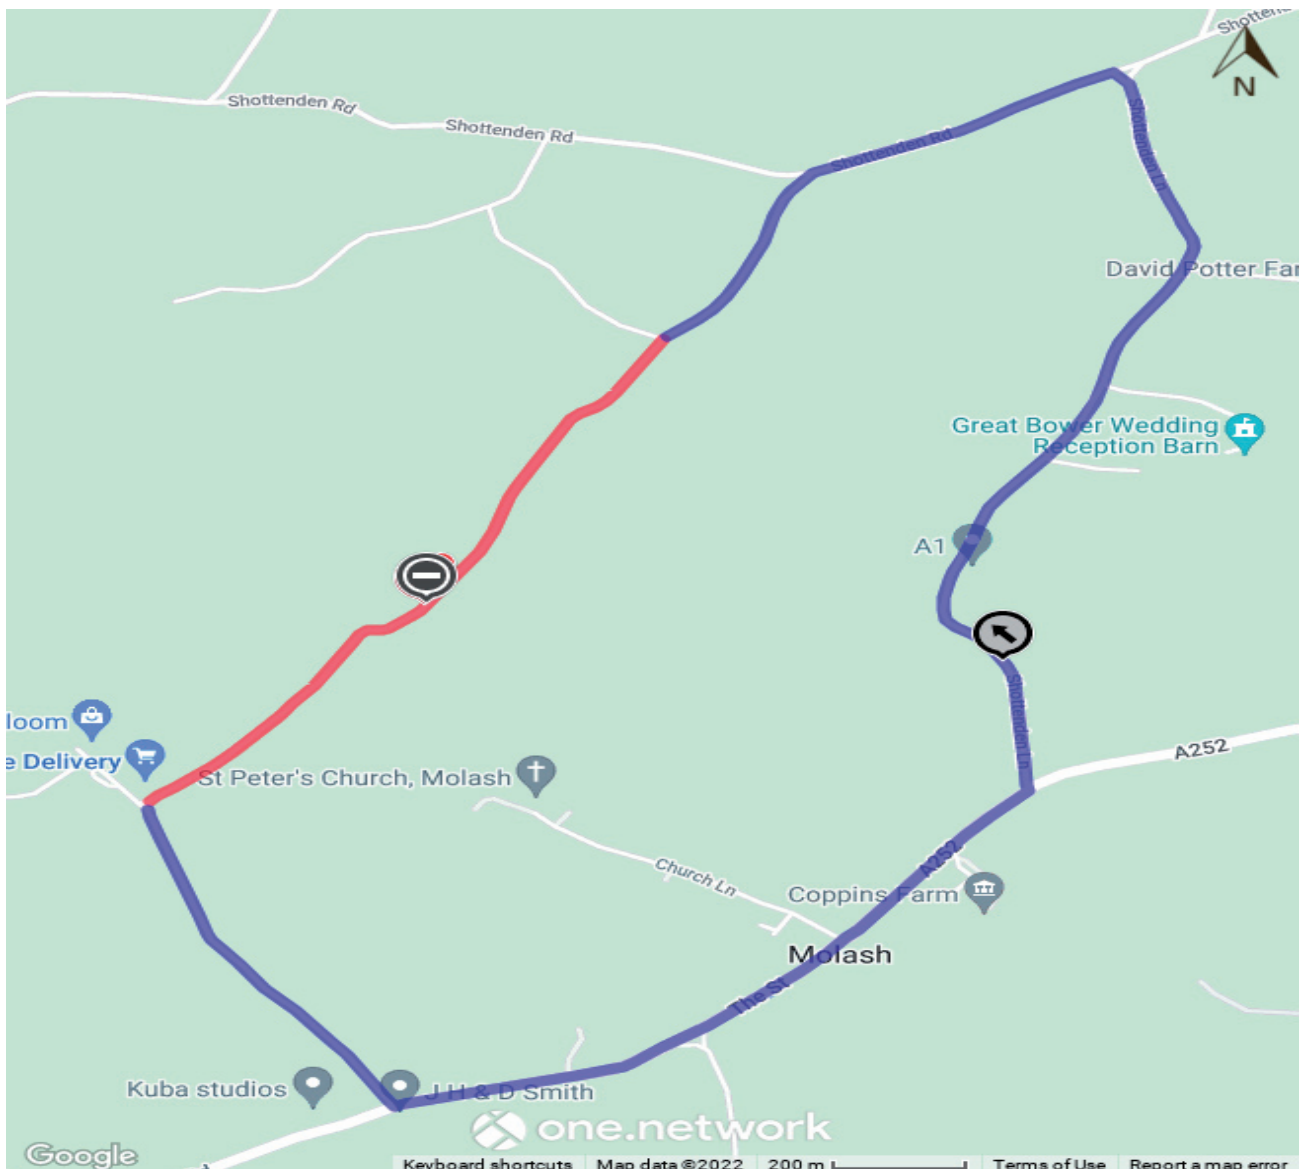 Shottend
N
Shottenden Rd
Shottenden Rd
Shottenden Rd
Shottenden Ln
David Potter Far
Great Bower Wedding
Reception Barn
A1
Shottenden Ln
loom
e Delivery
St Peter's Church, Molash
A252
A252
Church Ln
Coppins Farm
Molash
The St
Kuba studios
J H & D Smith
one.network
Google
Keyboard shortcuts Map data ©2022 200 m Terms of Use Report a map error